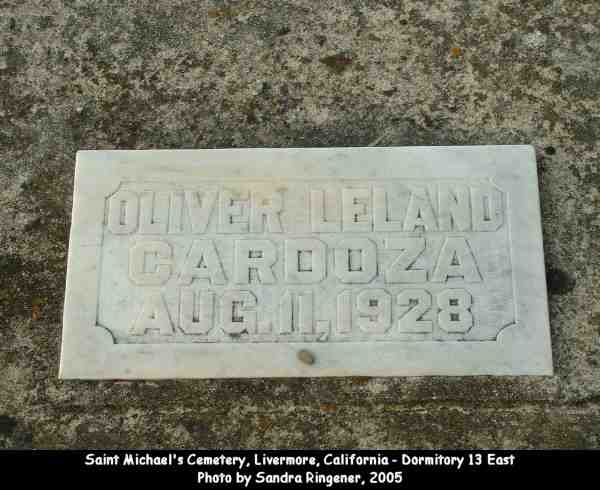 OLIVER LELAND
CARDOZA
AUG. 11, 1928
Saint Michael's Cemetery, Livermore, California - Dormitory 13 East
Photo by Sandra Ringener, 2005